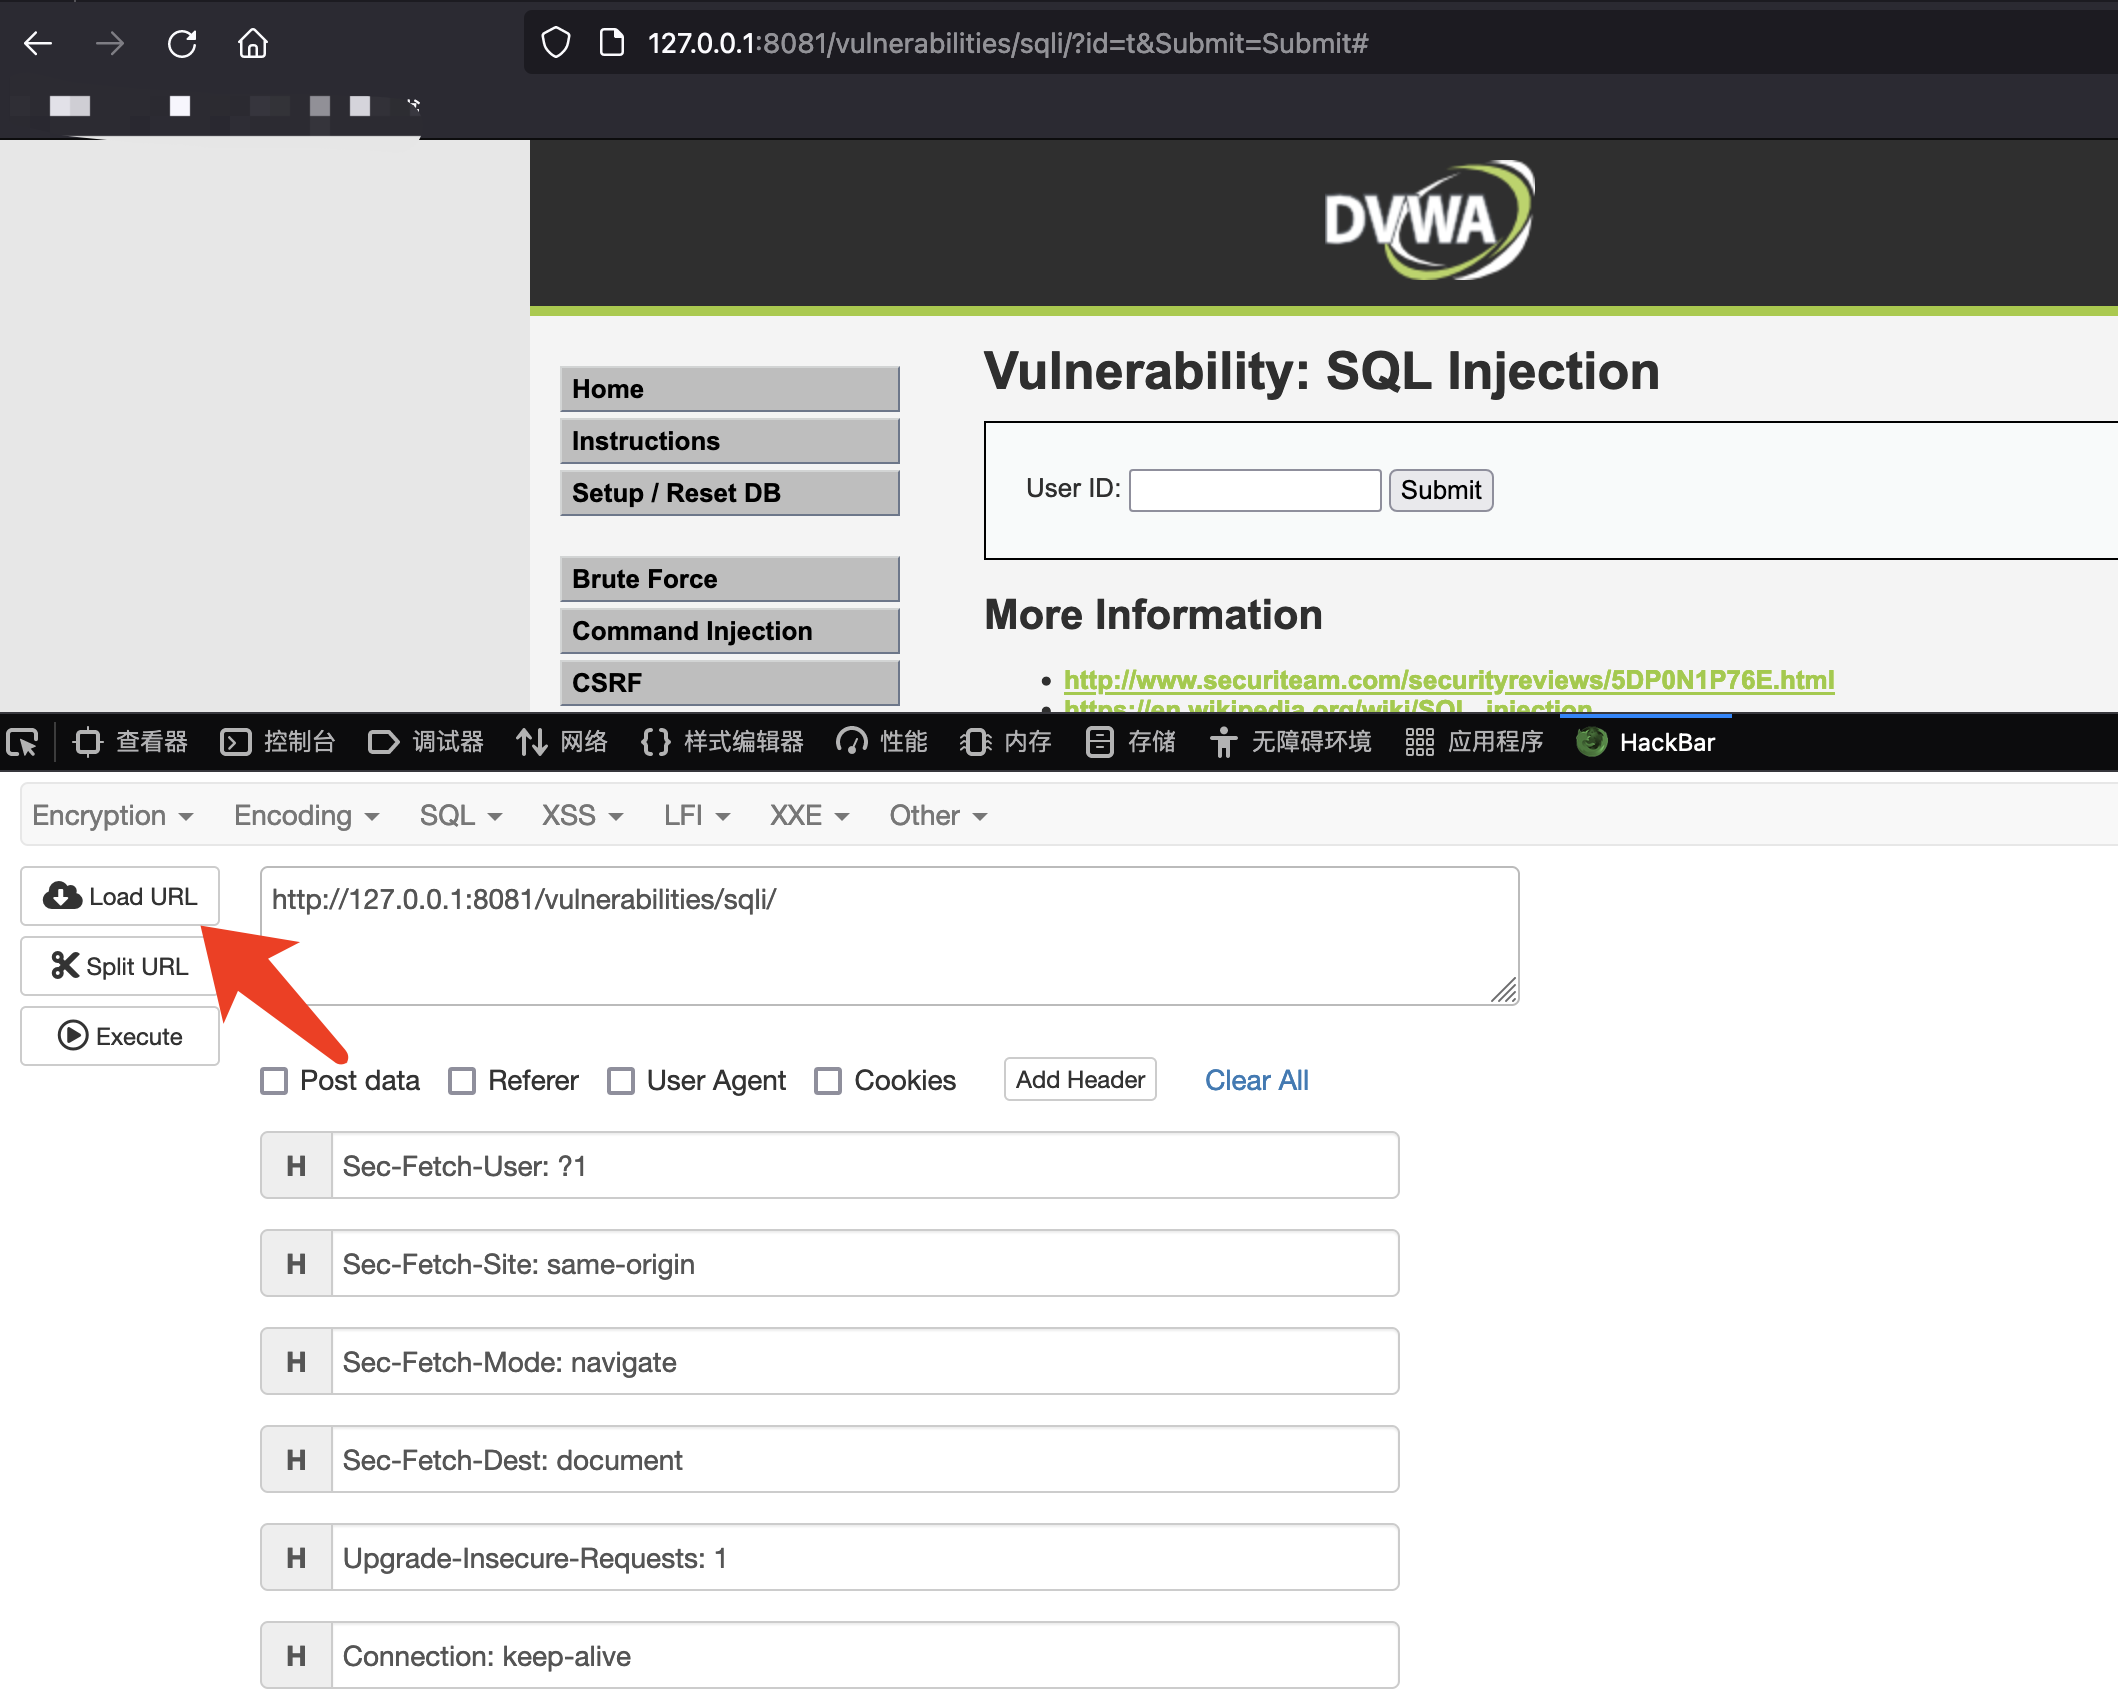 127.0.0.1:8081/vulnerabilities/sqli/?id=t&Submit=Submit#
DVWA
Home
Instructions
Setup / Reset DB
Brute Force
Command Injection
CSRF
Vulnerability: SQL Injection
User ID: Submit
More Information
http://www.securiteam.com/securityreviews/5DP0N1P76E.html
https://en.wikipedia.org/wiki/SQL_injection
查看器 控制台 调试器 网络 样式编辑器 性能 内存 存储 无障碍环境 应用程序 HackBar
Encryption Encoding SQL XSS LFI XXE Other
Load URL
Split URL
Execute
http://127.0.0.1:8081/vulnerabilities/sqli/
Post data Referer User Agent Cookies Add Header Clear All
H Sec-Fetch-User: ?1
H Sec-Fetch-Site: same-origin
H Sec-Fetch-Mode: navigate
H Sec-Fetch-Dest: document
H Upgrade-Insecure-Requests: 1
H Connection: keep-alive